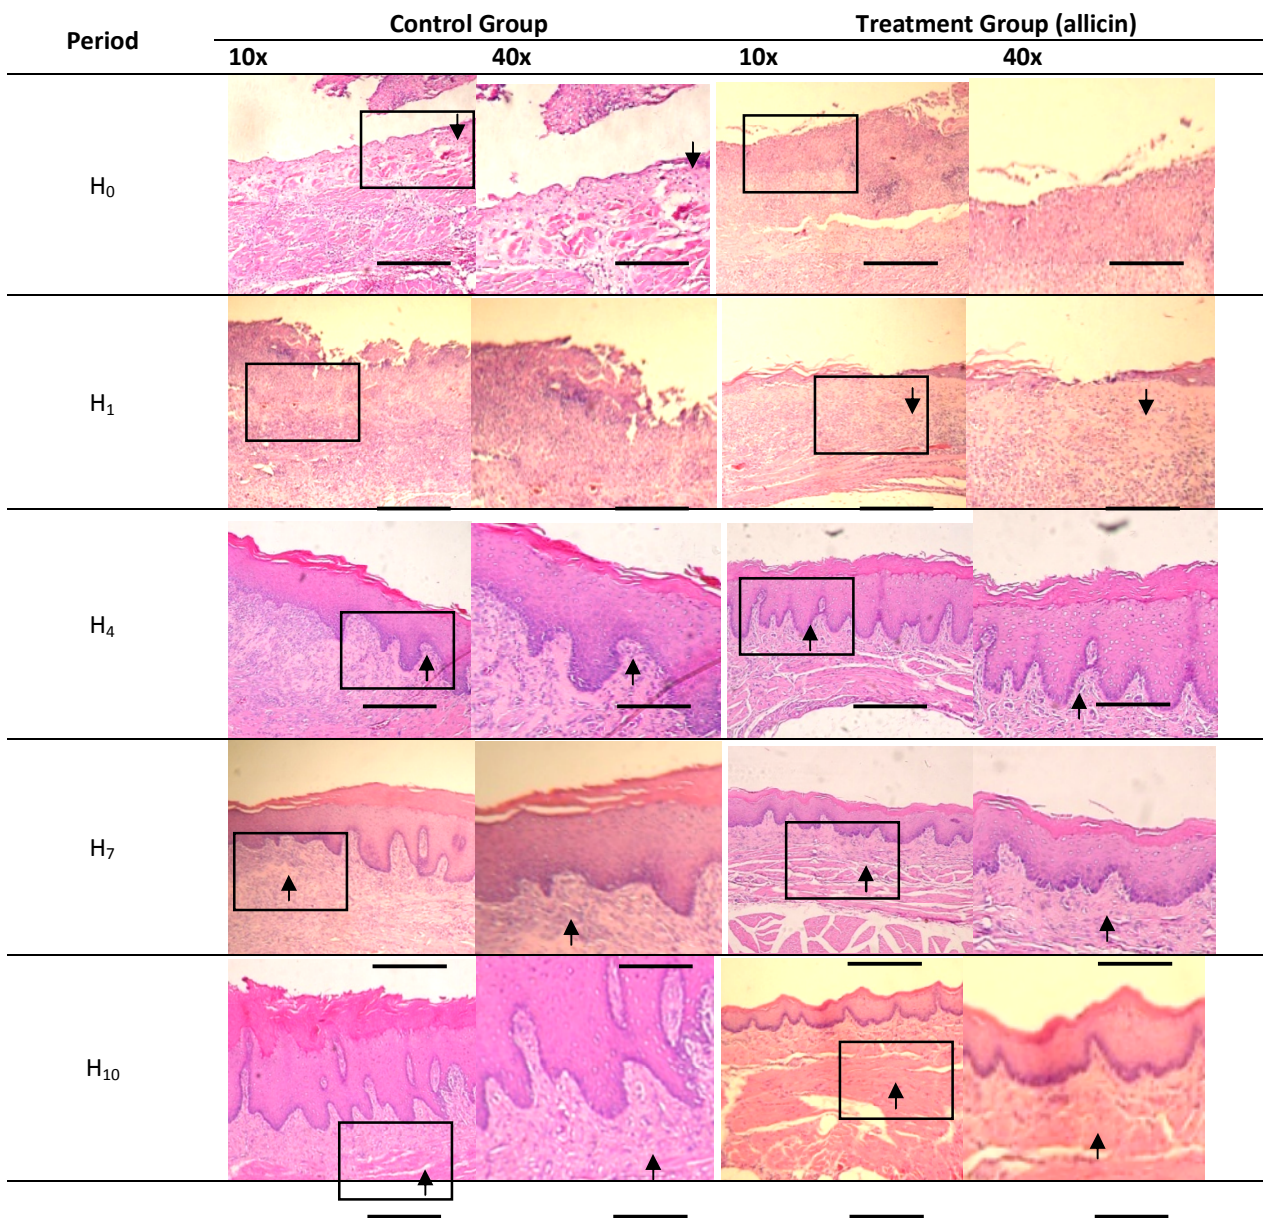 Period Control Group Treatment Group (allicin)
10x 40x 10x 40x
H₀
H₁
H₄
H₇
H₁₀